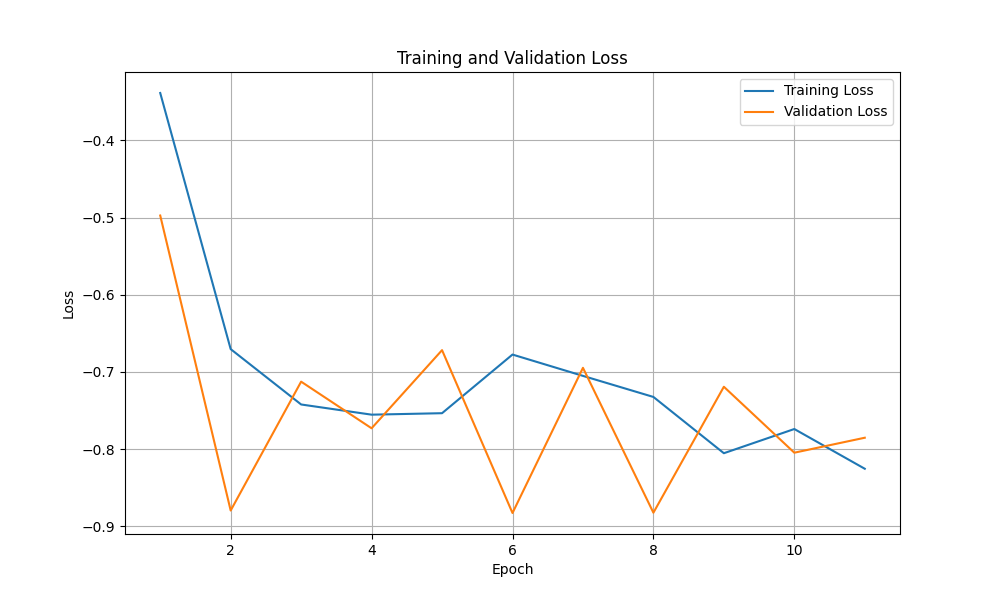 Training and Validation Loss
Training Loss
Validation Loss
−0.4
−0.5
−0.6
−0.7
−0.8
−0.9
Loss
2 4 6 8 10
Epoch